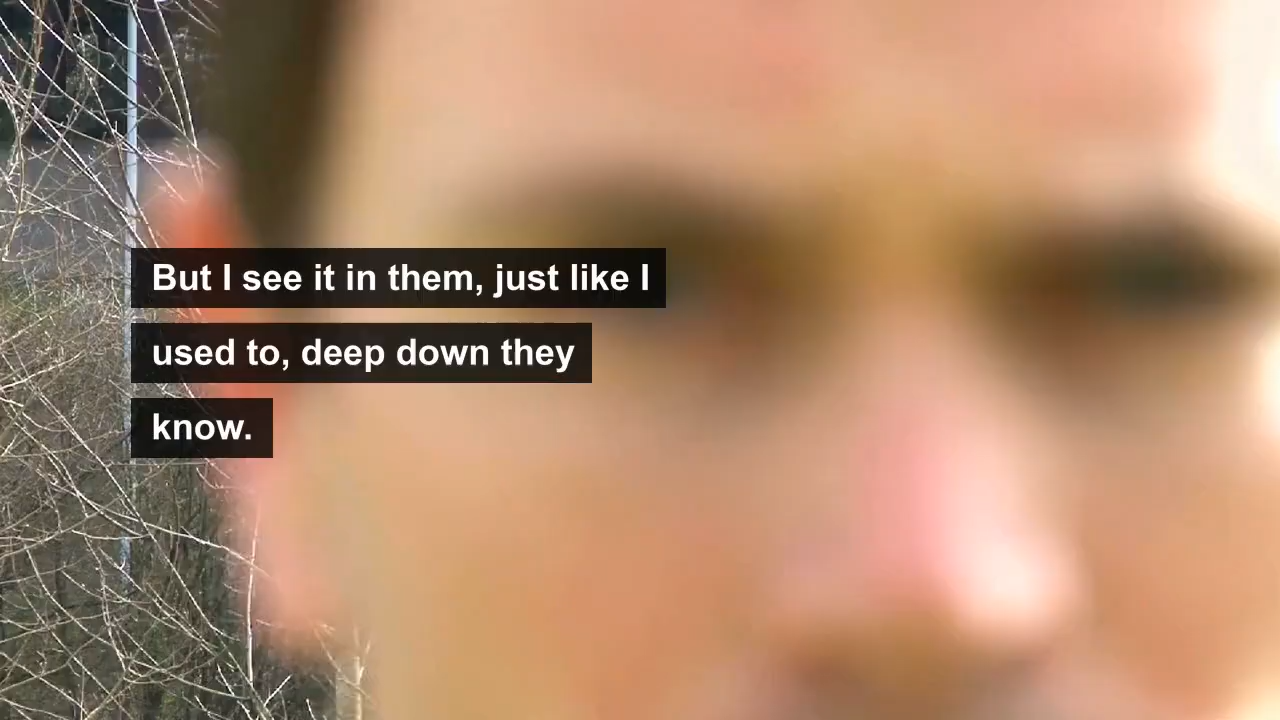 But I see it in them, just like I
used to, deep down they
know.